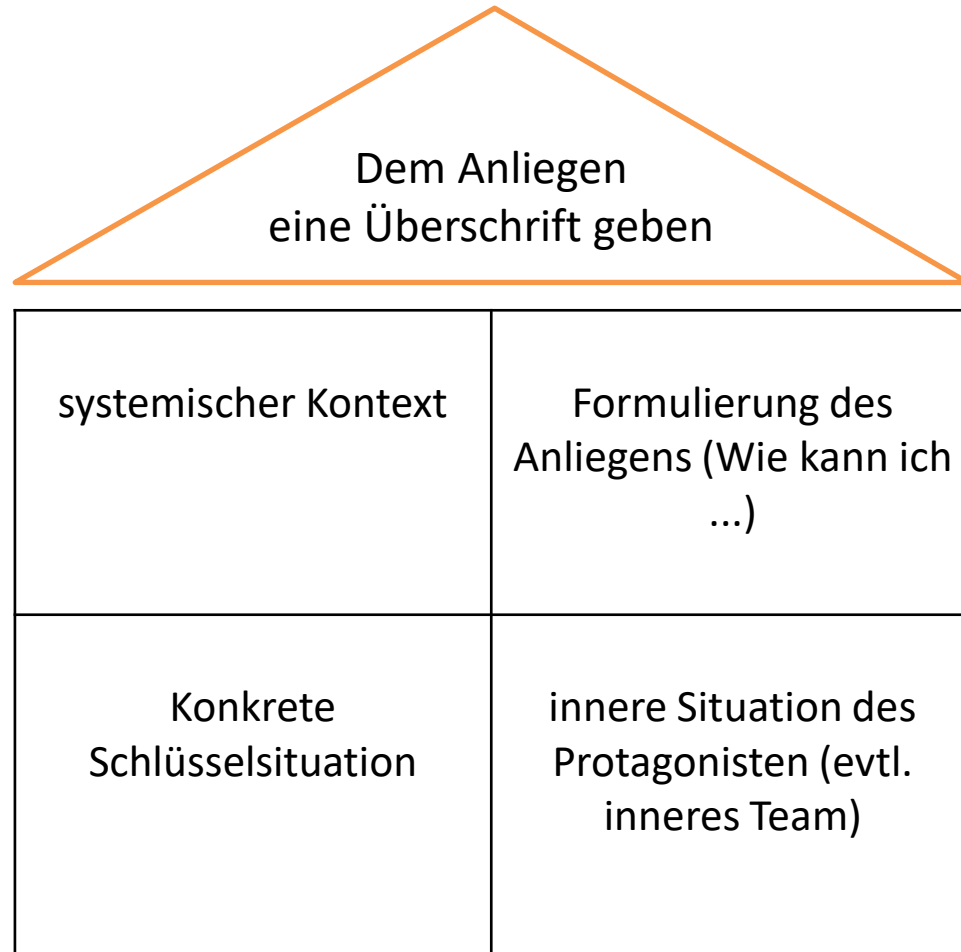 Dem Anliegen
eine Überschrift geben
systemischer Kontext
Formulierung des
Anliegens (Wie kann ich
...)
Konkrete
Schlüsselsituation
innere Situation des
Protagonisten (evtl.
inneres Team)